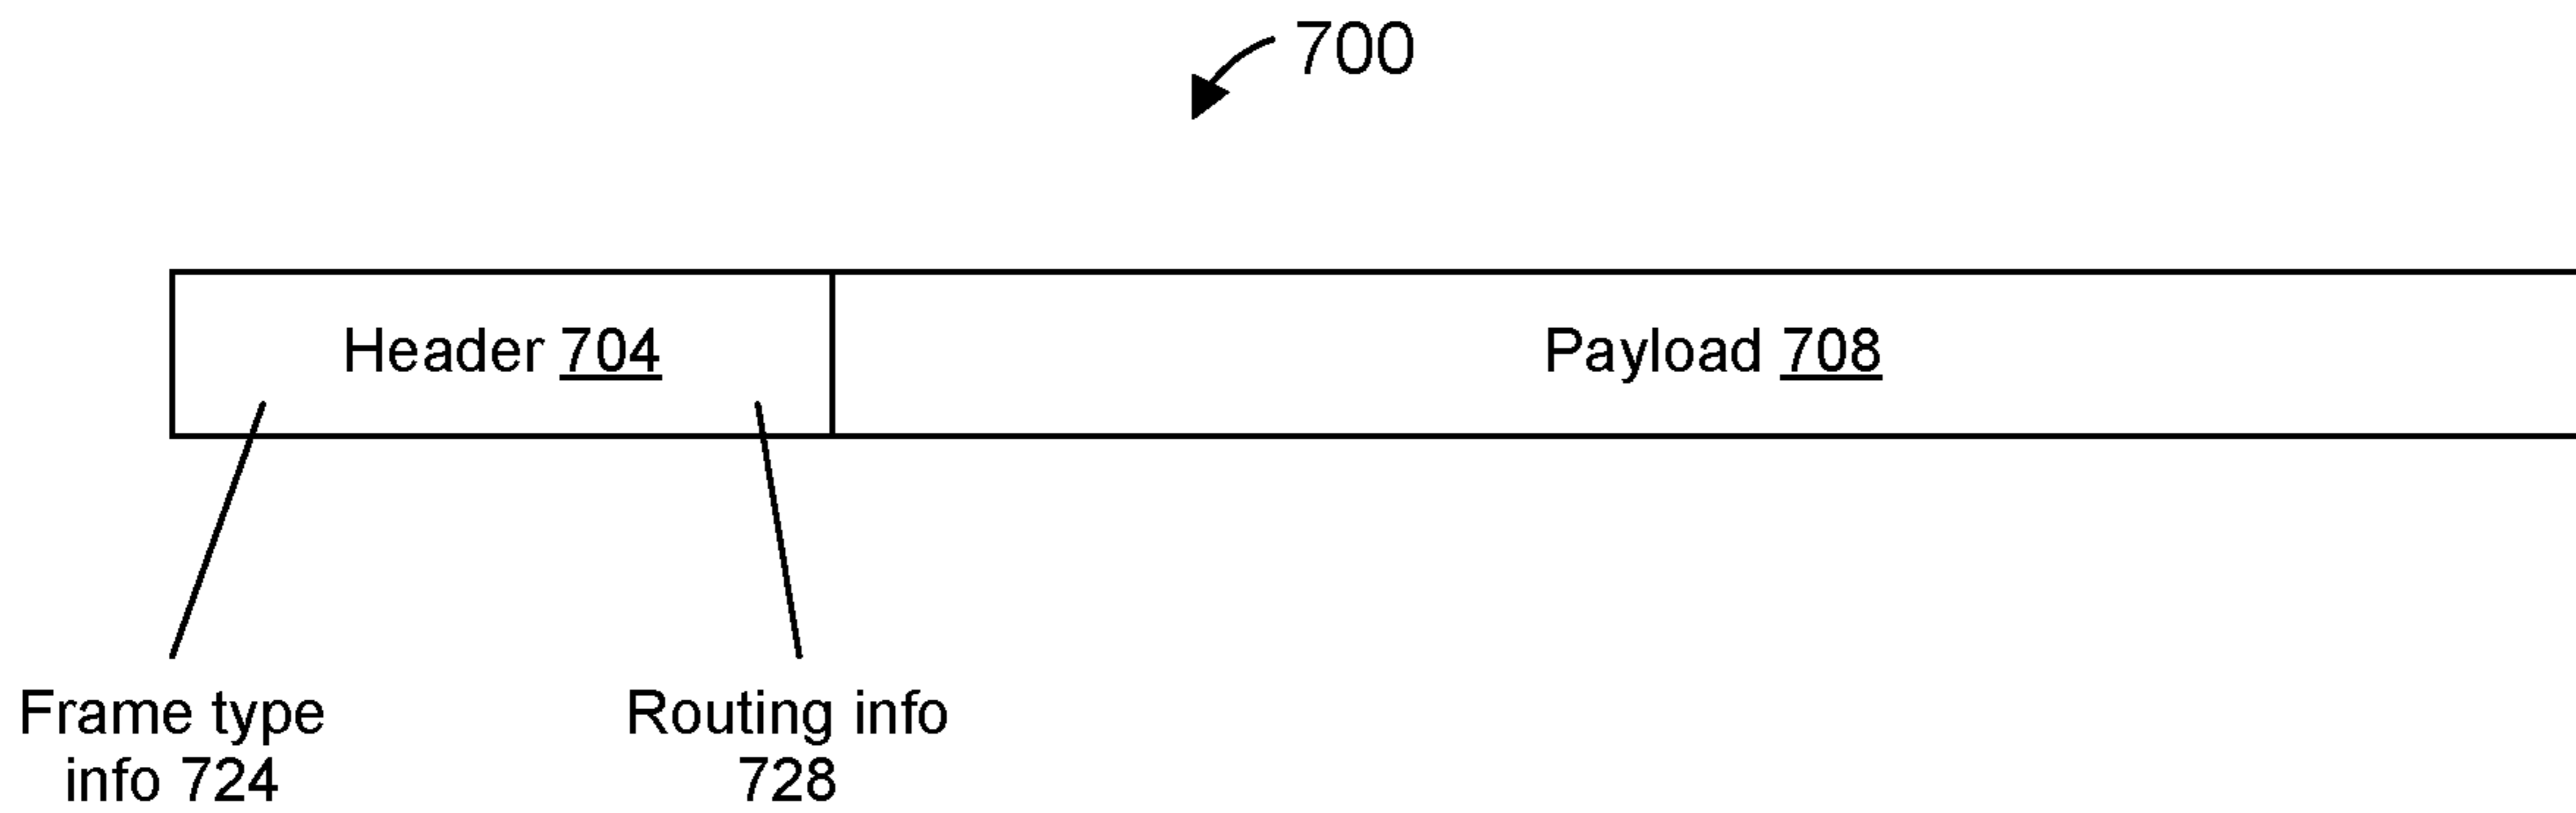 700
Header 704
Payload 708
Frame type
info 724
Routing info
728